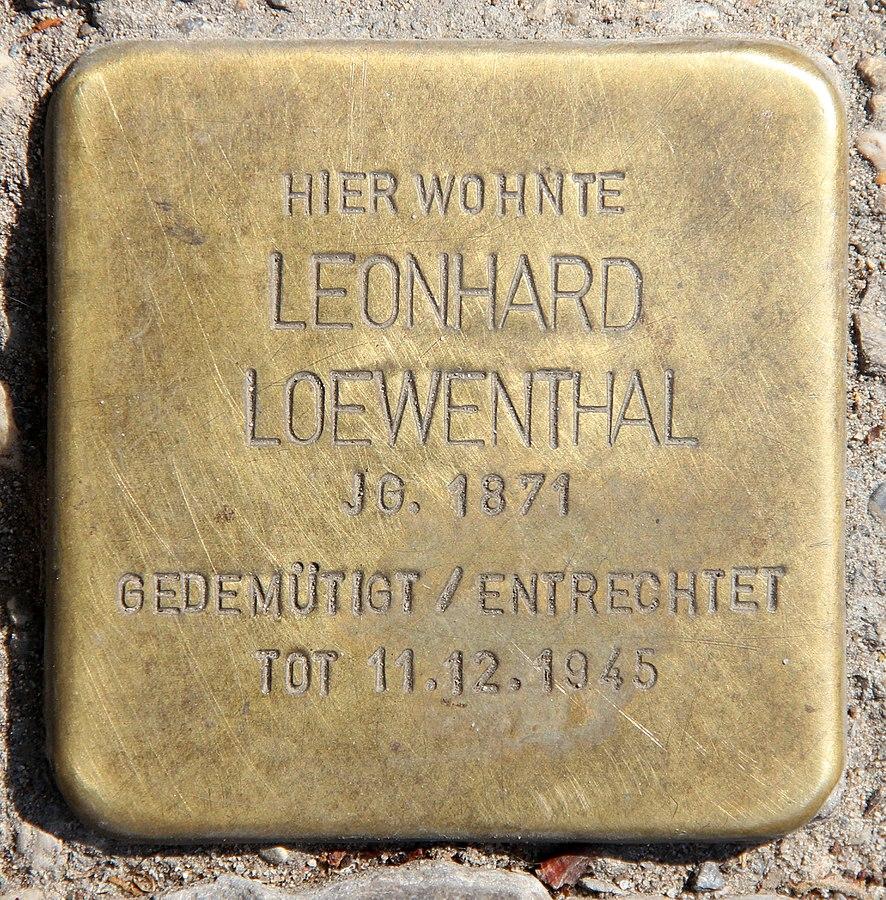 HIER WOHNTE
LEONHARD
LOEWENTHAL
JG. 1871
GEDEMÜTIGT / ENTRECHTET
TOT 11.12.1945